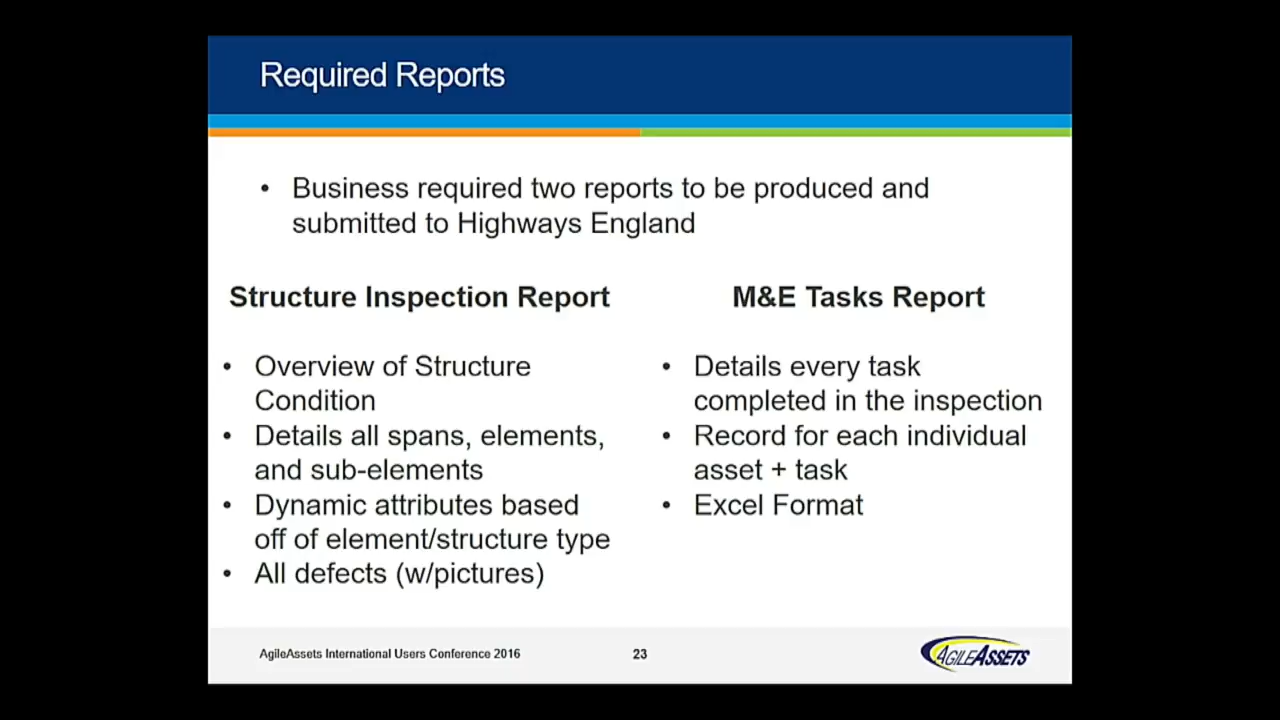 Required Reports
• Business required two reports to be produced and
submitted to Highways England
Structure Inspection Report
• Overview of Structure
Condition
• Details all spans, elements,
and sub-elements
• Dynamic attributes based
off of element/structure type
• All defects (w/pictures)
M&E Tasks Report
• Details every task
completed in the inspection
• Record for each individual
asset + task
• Excel Format
AgileAssets International Users Conference 2016
23
AGILEASSETS